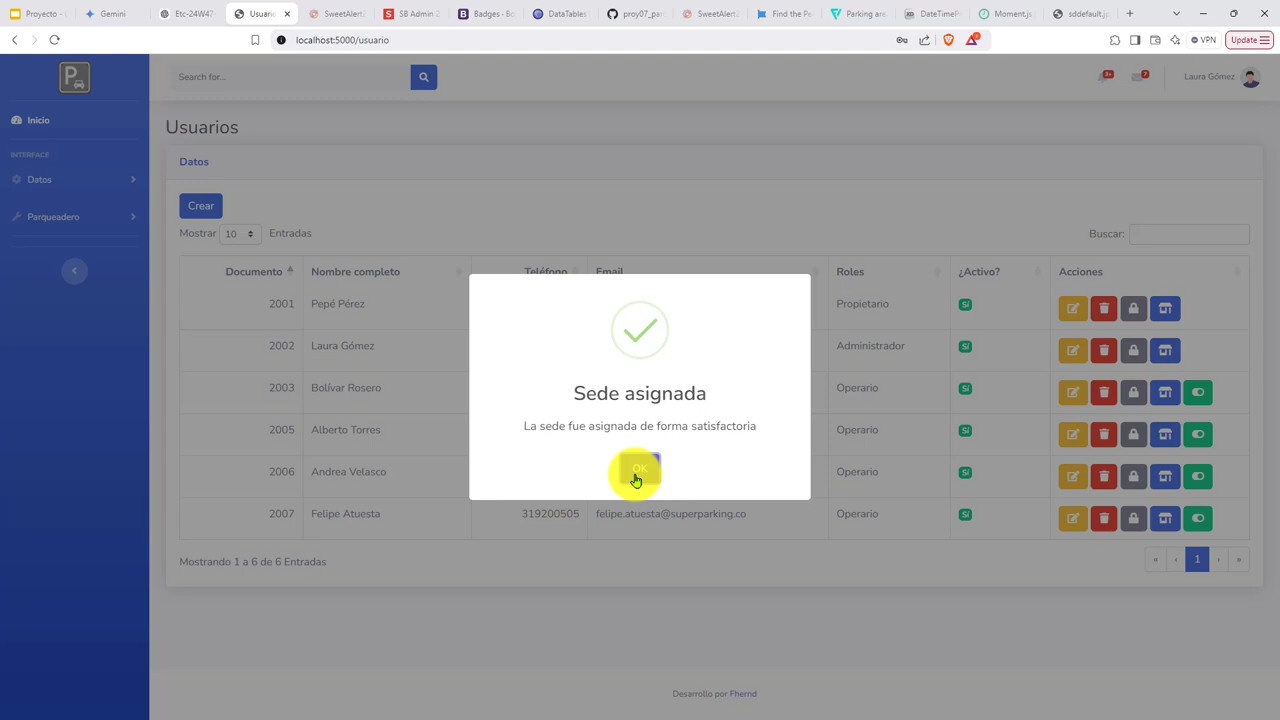 Proyecto -
Gemini
Etc-24W47-
Usuario
SweetAlert2
SB Admin 2
Badges - Bo
DataTables
proy07_pa
SweetAlert2
Find the Pe
Parking are
DateTimeP
Moment.js
sddefault.jp
localhost:5000/usuario
VPN
Update
P
Search for...
3+
7
Laura Gómez
Inicio
INTERFACE
Datos
Parqueadero
Usuarios
Datos
Crear
Mostrar 10 Entradas
Buscar:
Documento Nombre completo Teléfono Email Roles ¿Activo? Acciones
2001 Pepé Pérez Propietario Sí
2002 Laura Gómez Administrador Sí
2003 Bolívar Rosero Operario Sí
2005 Alberto Torres Operario Sí
2006 Andrea Velasco Operario Sí
2007 Felipe Atuesta 319200505 felipe.atuesta@superparking.co Operario Sí
Sede asignada
La sede fue asignada de forma satisfactoria
OK
Mostrando 1 a 6 de 6 Entradas
« ‹ 1 › »
Desarrollo por Fhernd